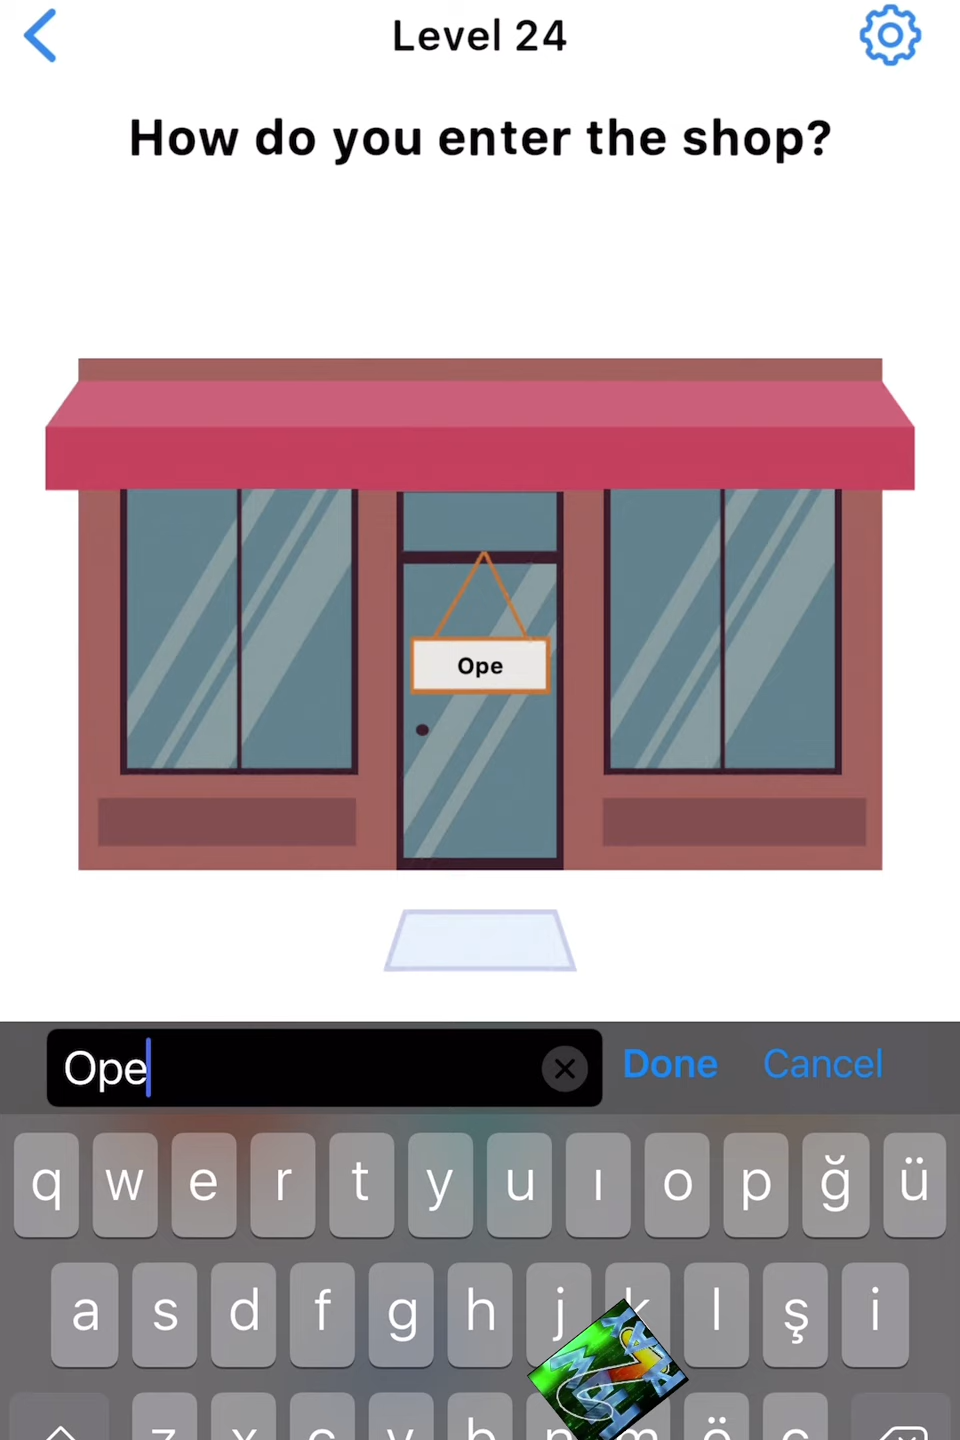 Level 24
How do you enter the shop?
Ope
Ope
Done Cancel
q w e r t y u ı o p ğ ü
a s d f g h j k l ş i
z x c v b n m ö ç